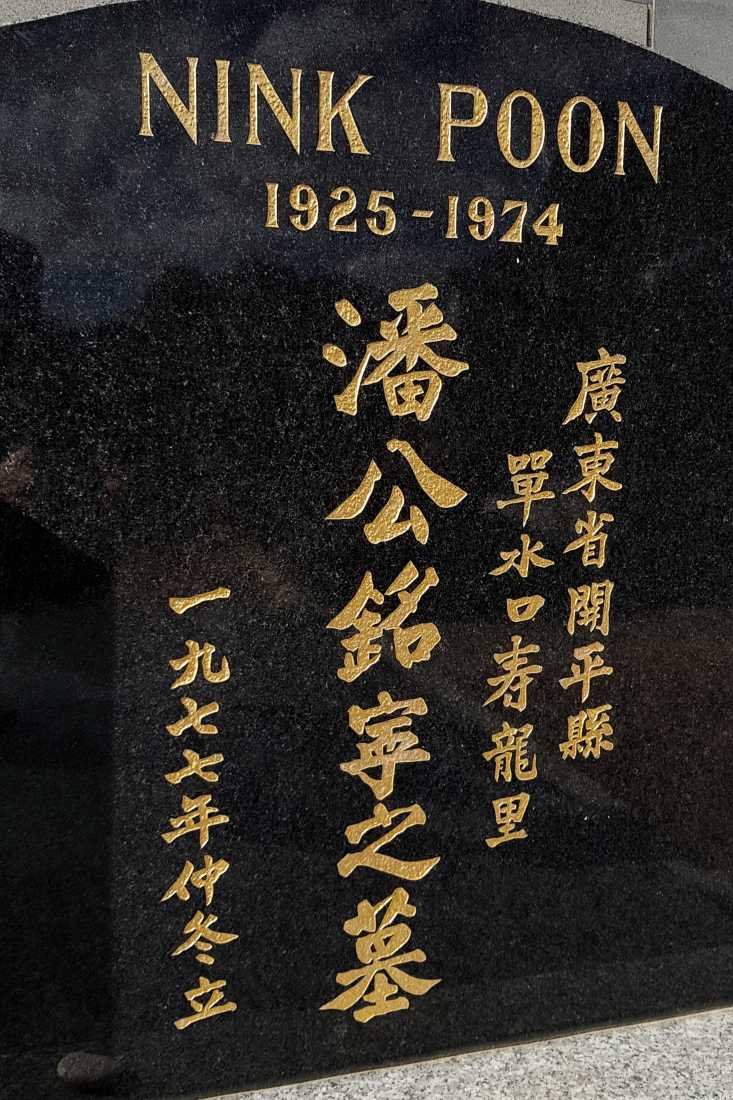 NINK POON
1925-1974
廣東省開平縣
單水口寿龍里
潘公銘寧之墓
一九七七年仲冬立